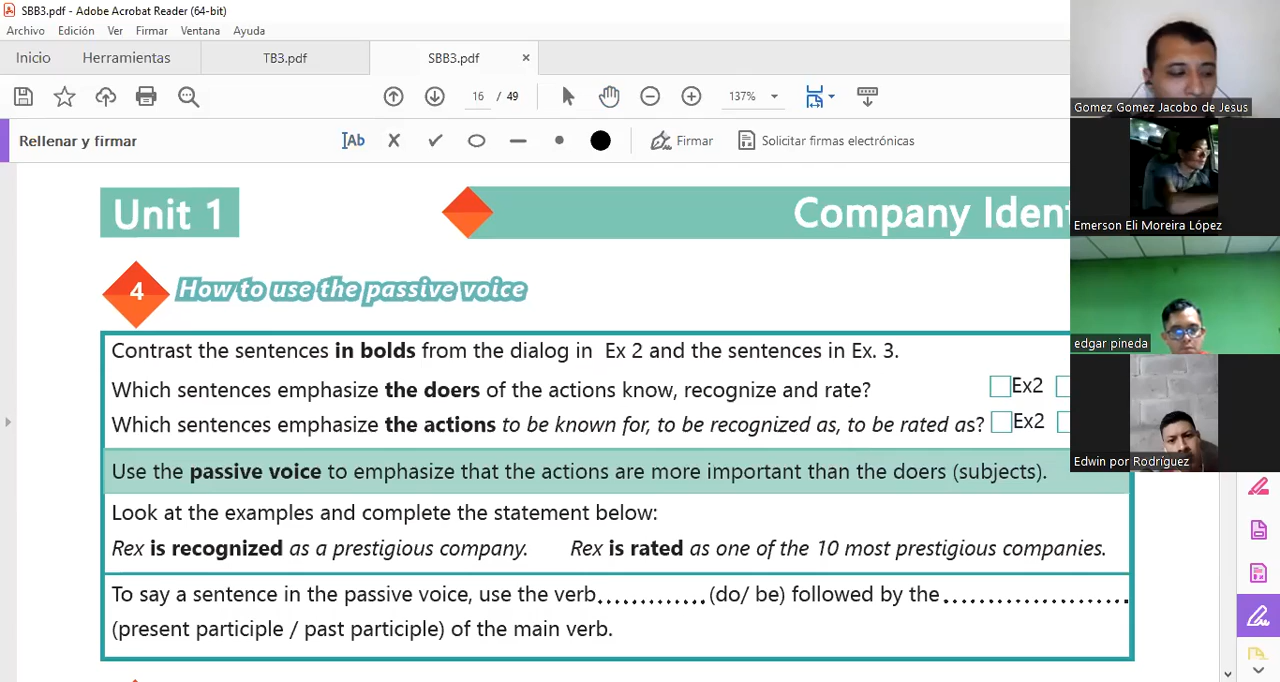 SBB3.pdf - Adobe Acrobat Reader (64-bit)
Archivo Edición Ver Firmar Ventana Ayuda
Inicio Herramientas TB3.pdf SBB3.pdf ×
16 / 49 137%
Rellenar y firmar Ab Firmar Solicitar firmas electrónicas
Unit 1 Company Ident
4 How to use the passive voice
Contrast the sentences in bolds from the dialog in Ex 2 and the sentences in Ex. 3.
Which sentences emphasize the doers of the actions know, recognize and rate? Ex2
Which sentences emphasize the actions to be known for, to be recognized as, to be rated as? Ex2
Use the passive voice to emphasize that the actions are more important than the doers (subjects).
Look at the examples and complete the statement below:
Rex is recognized as a prestigious company. Rex is rated as one of the 10 most prestigious companies.
To say a sentence in the passive voice, use the verb............. (do/ be) followed by the ......................
(present participle / past participle) of the main verb.
Gomez Gomez Jacobo de Jesus
Emerson Eli Moreira López
edgar pineda
Edwin por Rodríguez